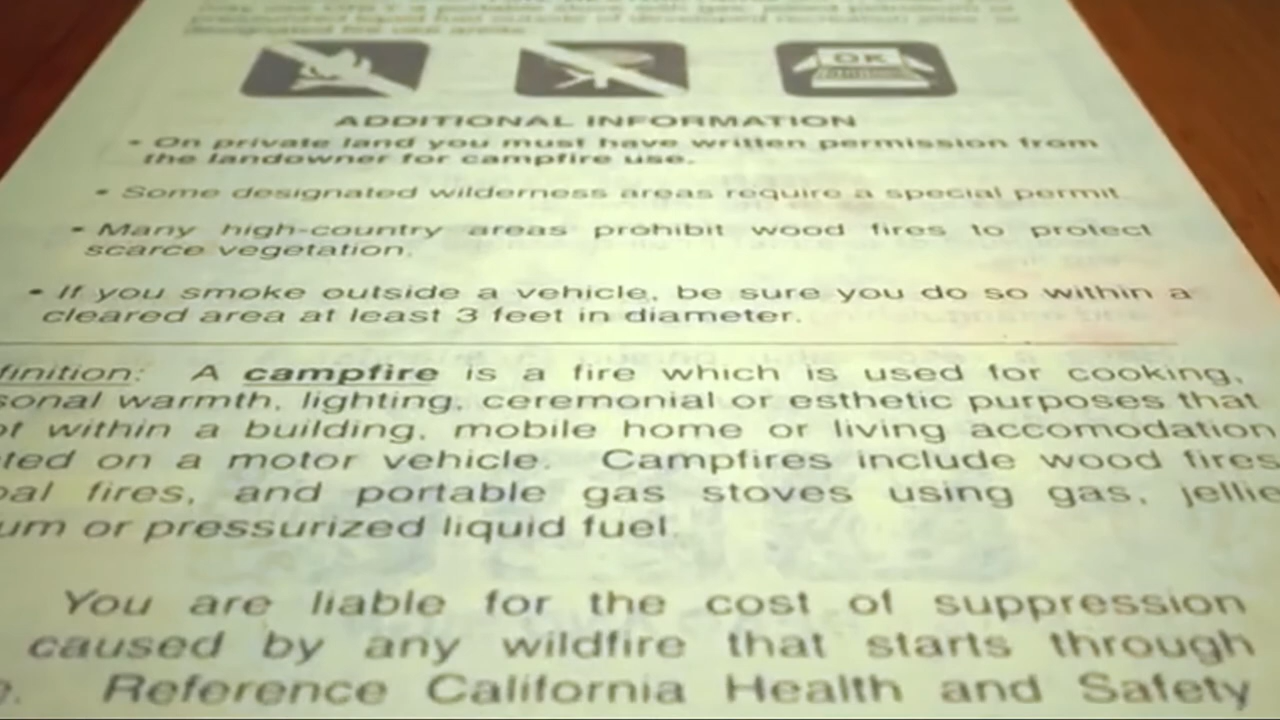 designated fire use areas.
OK
ADDITIONAL INFORMATION
• On private land you must have written permission from
the landowner for campfire use.
• Some designated wilderness areas require a special permit
• Many high-country areas prohibit wood fires to protect
scarce vegetation.
• If you smoke outside a vehicle, be sure you do so within a
cleared area at least 3 feet in diameter.
finition: A campfire is a fire which is used for cooking,
sonal warmth, lighting, ceremonial or esthetic purposes that
ot within a building, mobile home or living accomodation
ted on a motor vehicle. Campfires include wood fires
oal fires, and portable gas stoves using gas, jellie
um or pressurized liquid fuel.
You are liable for the cost of suppression
caused by any wildfire that starts through
e. Reference California Health and Safety